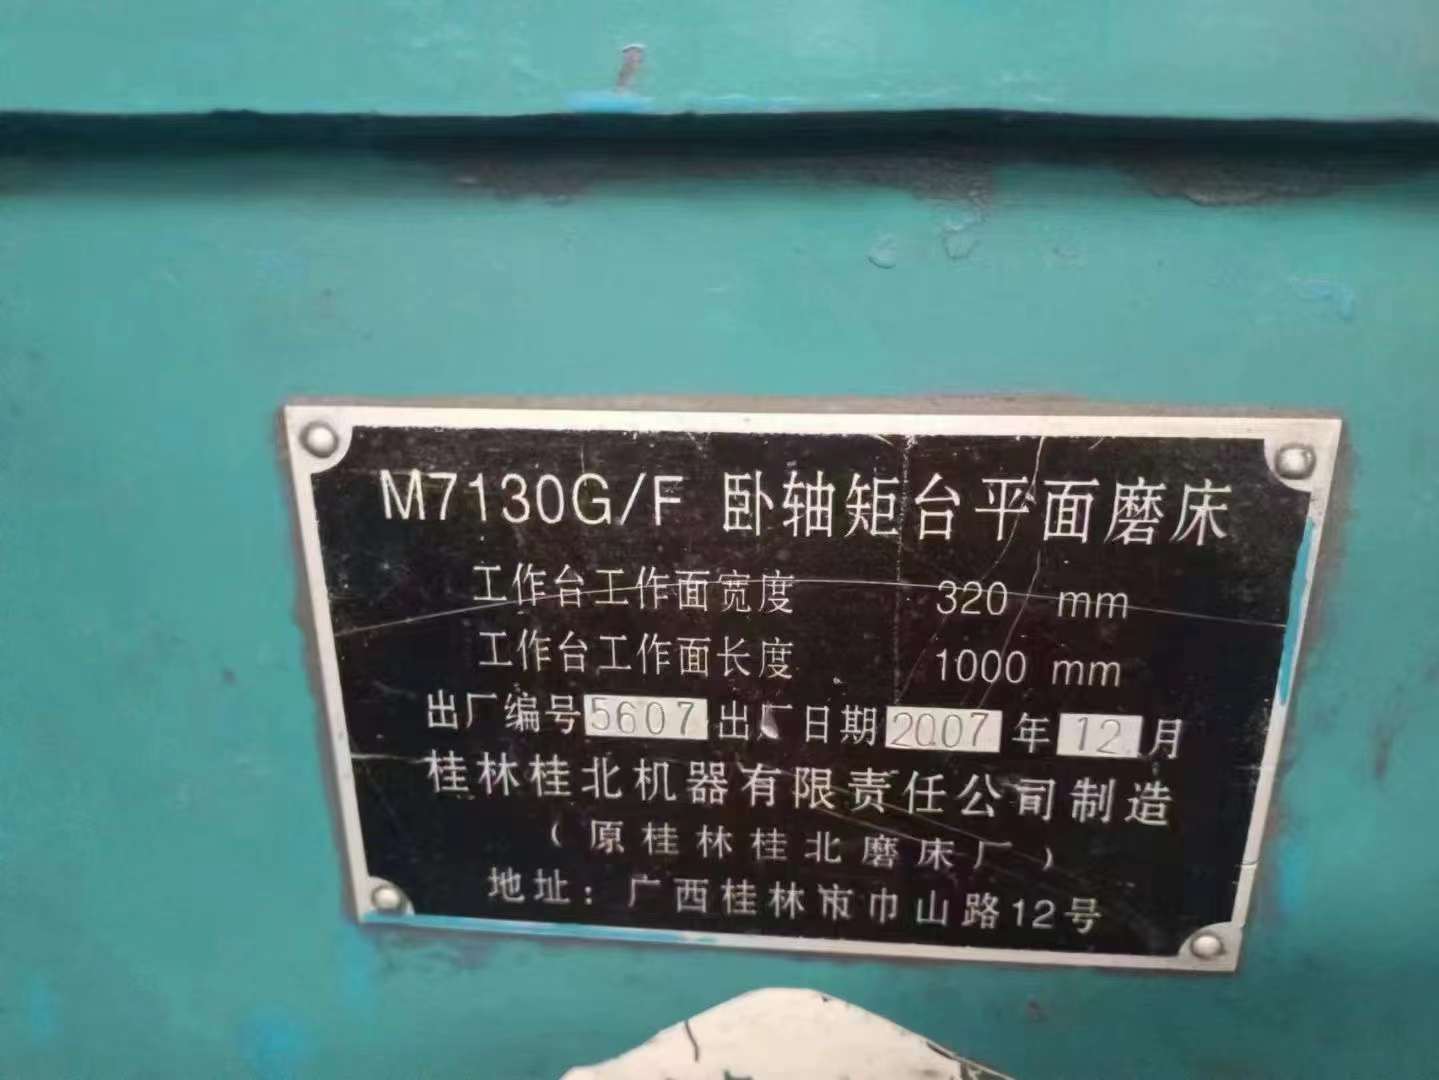 M7130G/F 卧轴矩台平面磨床
工作台工作面宽度 320 mm
工作台工作面长度 1000 mm
出厂编号 5607 出厂日期 2007 年 12 月
桂林桂北机器有限责任公司制造
（原桂林桂北磨床厂）
地址：广西桂林市巾山路12号